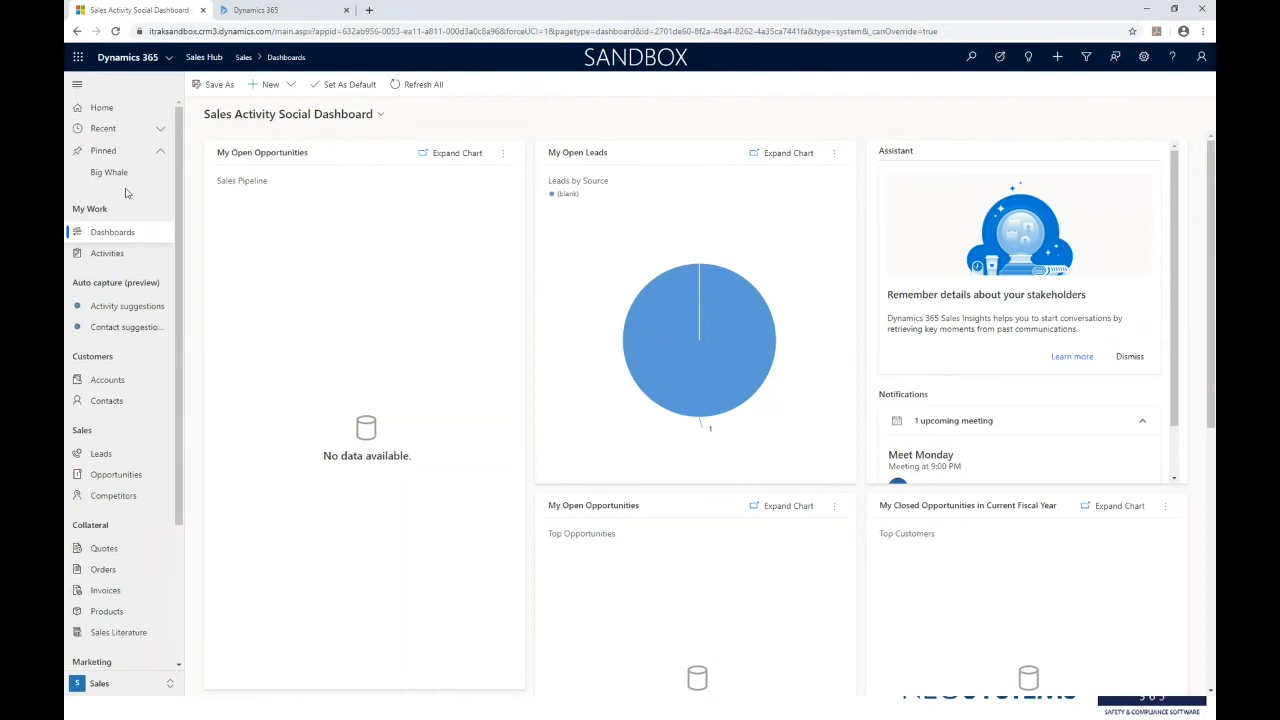 Sales Activity Social Dashboard -
Dynamics 365
itraksandbox.crm3.dynamics.com/main.aspx?appid=632ab956-0053-ea11-a811-000d3a0c8a96&forceUCI=1&pagetype=dashboard&id=2701de60-8f2a-48a4-8262-4a35ca7441fa&type=system&_canOverride=true
Dynamics 365
Sales Hub
Sales > Dashboards
SANDBOX
Save As
New
Set As Default
Refresh All
Home
Recent
Pinned
Big Whale
My Work
Dashboards
Activities
Auto capture (preview)
Activity suggestions
Contact suggestio...
Customers
Accounts
Contacts
Sales
Leads
Opportunities
Competitors
Collateral
Quotes
Orders
Invoices
Products
Sales Literature
Marketing
S Sales
Sales Activity Social Dashboard
My Open Opportunities
Expand Chart
Sales Pipeline
No data available.
My Open Leads
Expand Chart
Leads by Source
(blank)
1
Assistant
Remember details about your stakeholders
Dynamics 365 Sales Insights helps you to start conversations by
retrieving key moments from past communications.
Learn more
Dismiss
Notifications
1 upcoming meeting
Meet Monday
Meeting at 9:00 PM
My Open Opportunities
Expand Chart
Top Opportunities
My Closed Opportunities in Current Fiscal Year
Expand Chart
Top Customers
SAFETY & COMPLIANCE SOFTWARE